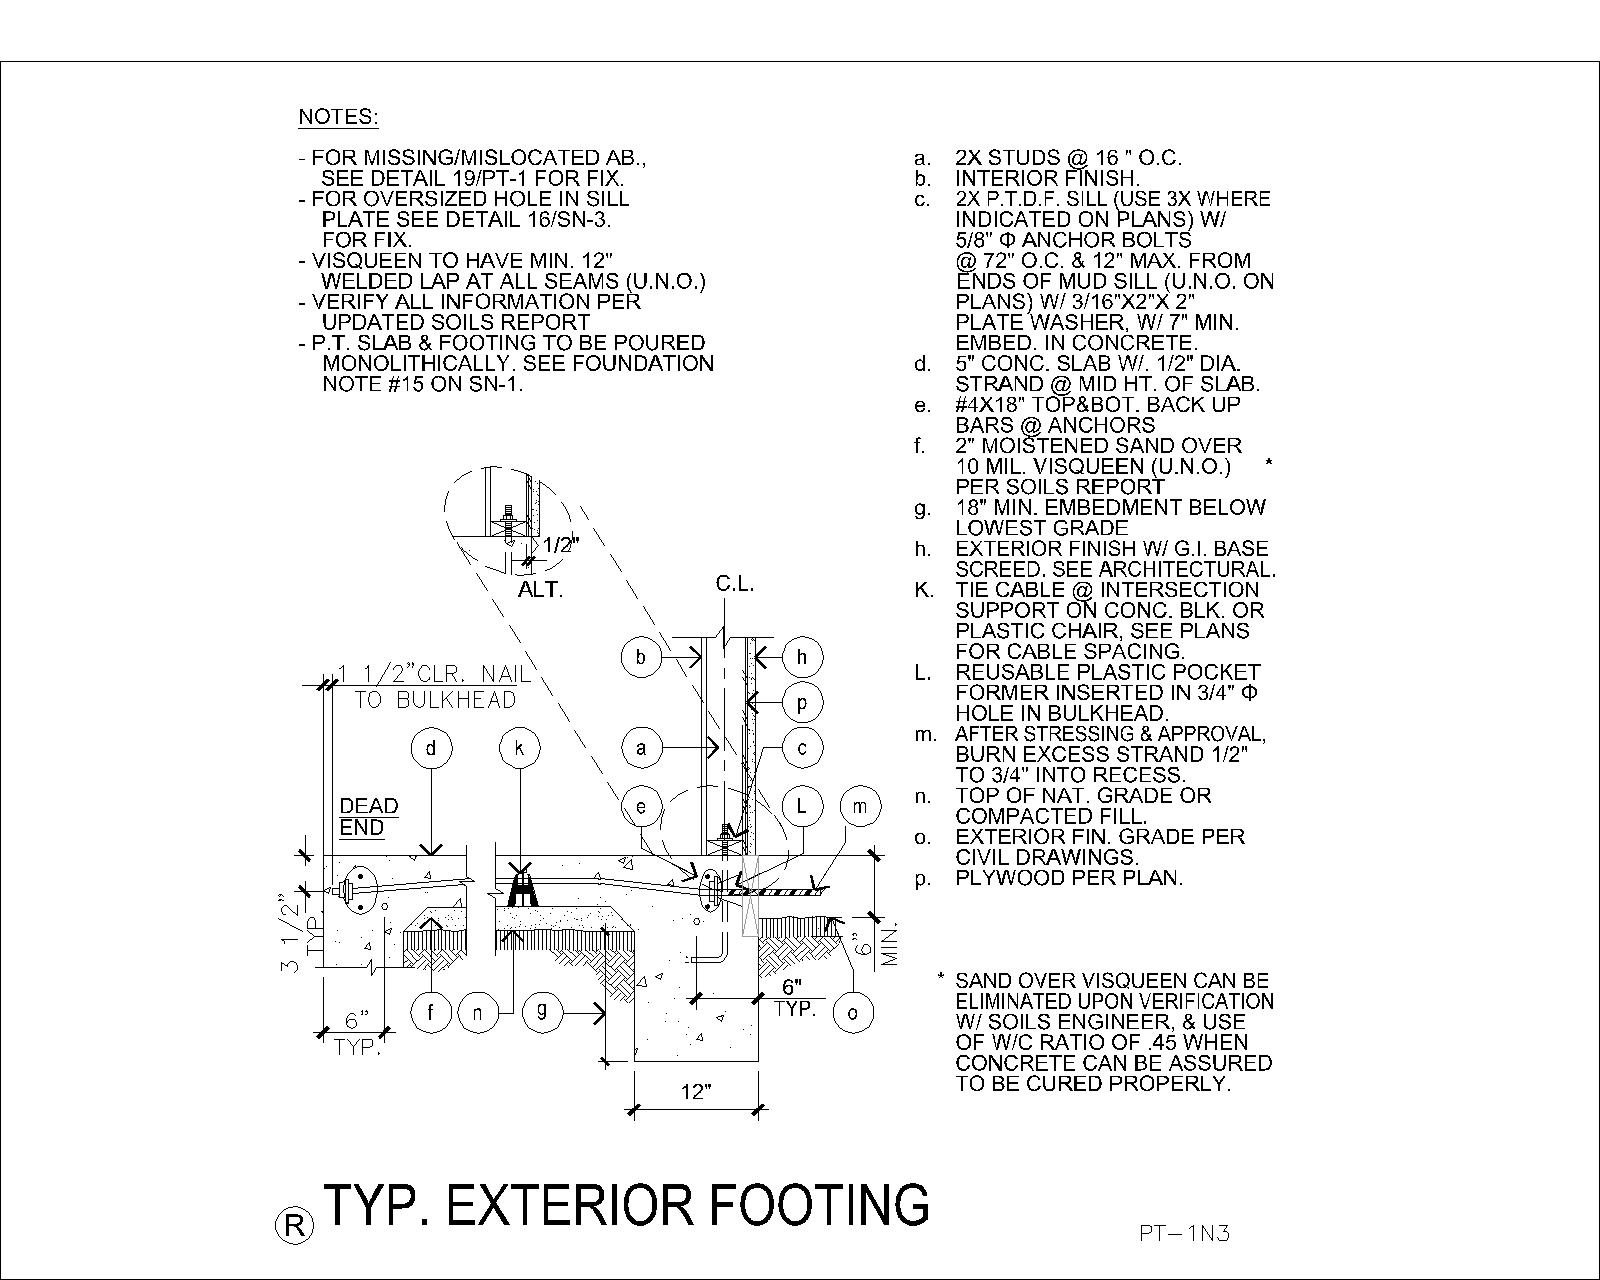 NOTES:
- FOR MISSING/MISLOCATED AB.,
SEE DETAIL 19/PT-1 FOR FIX.
- FOR OVERSIZED HOLE IN SILL
PLATE SEE DETAIL 16/SN-3.
FOR FIX.
- VISQUEEN TO HAVE MIN. 12"
WELDED LAP AT ALL SEAMS (U.N.O.)
- VERIFY ALL INFORMATION PER
UPDATED SOILS REPORT
- P.T. SLAB & FOOTING TO BE POURED
MONOLITHICALLY. SEE FOUNDATION
NOTE #15 ON SN-1.
a. 2X STUDS @ 16 " O.C.
b. INTERIOR FINISH.
c. 2X P.T.D.F. SILL (USE 3X WHERE
INDICATED ON PLANS) W/
5/8" Φ ANCHOR BOLTS
@ 72" O.C. & 12" MAX. FROM
ENDS OF MUD SILL (U.N.O. ON
PLANS) W/ 3/16"X2"X 2"
PLATE WASHER, W/ 7" MIN.
EMBED. IN CONCRETE.
d. 5" CONC. SLAB W/. 1/2" DIA.
STRAND @ MID HT. OF SLAB.
e. #4X18" TOP&BOT. BACK UP
BARS @ ANCHORS
f. 2" MOISTENED SAND OVER
10 MIL. VISQUEEN (U.N.O.) *
PER SOILS REPORT
g. 18" MIN. EMBEDMENT BELOW
LOWEST GRADE
h. EXTERIOR FINISH W/ G.I. BASE
SCREED. SEE ARCHITECTURAL.
K. TIE CABLE @ INTERSECTION
SUPPORT ON CONC. BLK. OR
PLASTIC CHAIR, SEE PLANS
FOR CABLE SPACING.
L. REUSABLE PLASTIC POCKET
FORMER INSERTED IN 3/4" Φ
HOLE IN BULKHEAD.
m. AFTER STRESSING & APPROVAL,
BURN EXCESS STRAND 1/2"
TO 3/4" INTO RECESS.
n. TOP OF NAT. GRADE OR
COMPACTED FILL.
o. EXTERIOR FIN. GRADE PER
CIVIL DRAWINGS.
p. PLYWOOD PER PLAN.
* SAND OVER VISQUEEN CAN BE
ELIMINATED UPON VERIFICATION
W/ SOILS ENGINEER, & USE
OF W/C RATIO OF .45 WHEN
CONCRETE CAN BE ASSURED
TO BE CURED PROPERLY.
1/2"
ALT.
C.L.
b
h
1 1/2"CLR. NAIL
TO BULKHEAD
p
d
k
a
c
DEAD
END
e
L
m
3 1/2"
TYP.
6"
MIN.
6"
TYP.
f
n
g
o
6"
TYP.
12"
R
TYP. EXTERIOR FOOTING
PT-1N3